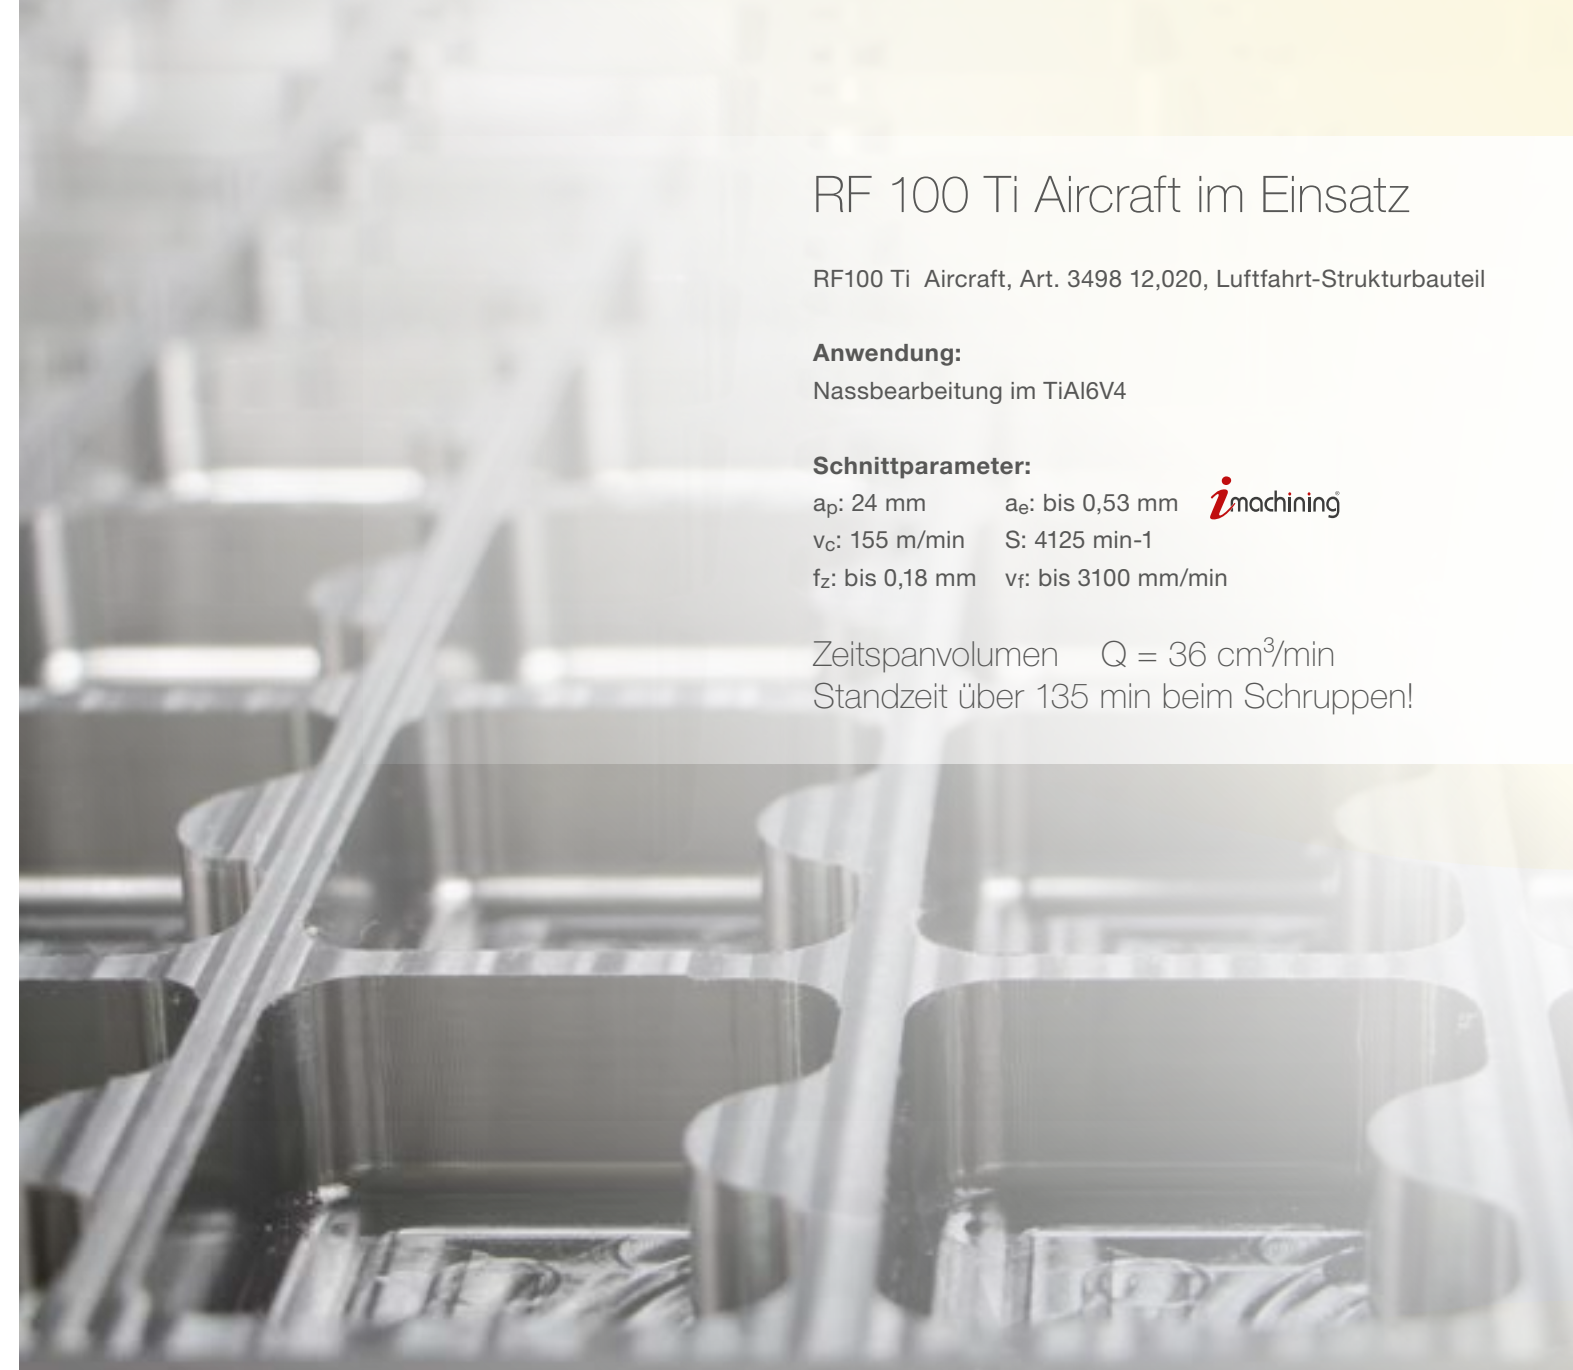 RF 100 Ti Aircraft im Einsatz
RF100 Ti Aircraft, Art. 3498 12,020, Luftfahrt-Strukturbauteil
Anwendung:
Nassbearbeitung im TiAl6V4
Schnittparameter:
ap: 24 mm ae: bis 0,53 mm imachining®
vc: 155 m/min S: 4125 min-1
fz: bis 0,18 mm vf: bis 3100 mm/min
Zeitspanvolumen Q = 36 cm³/min
Standzeit über 135 min beim Schruppen!